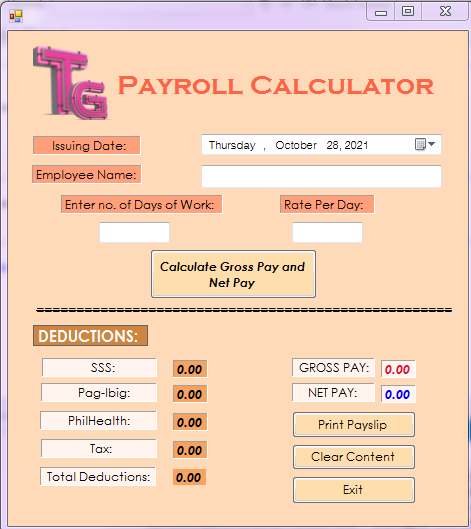 TG PAYROLL CALCULATOR
Issuing Date: Thursday , October 28, 2021
Employee Name:
Enter no. of Days of Work: Rate Per Day:
Calculate Gross Pay and
Net Pay
DEDUCTIONS:
SSS: 0.00 GROSS PAY: 0.00
Pag-Ibig: 0.00 NET PAY: 0.00
PhilHealth: 0.00 Print Payslip
Tax: 0.00 Clear Content
Total Deductions: 0.00 Exit